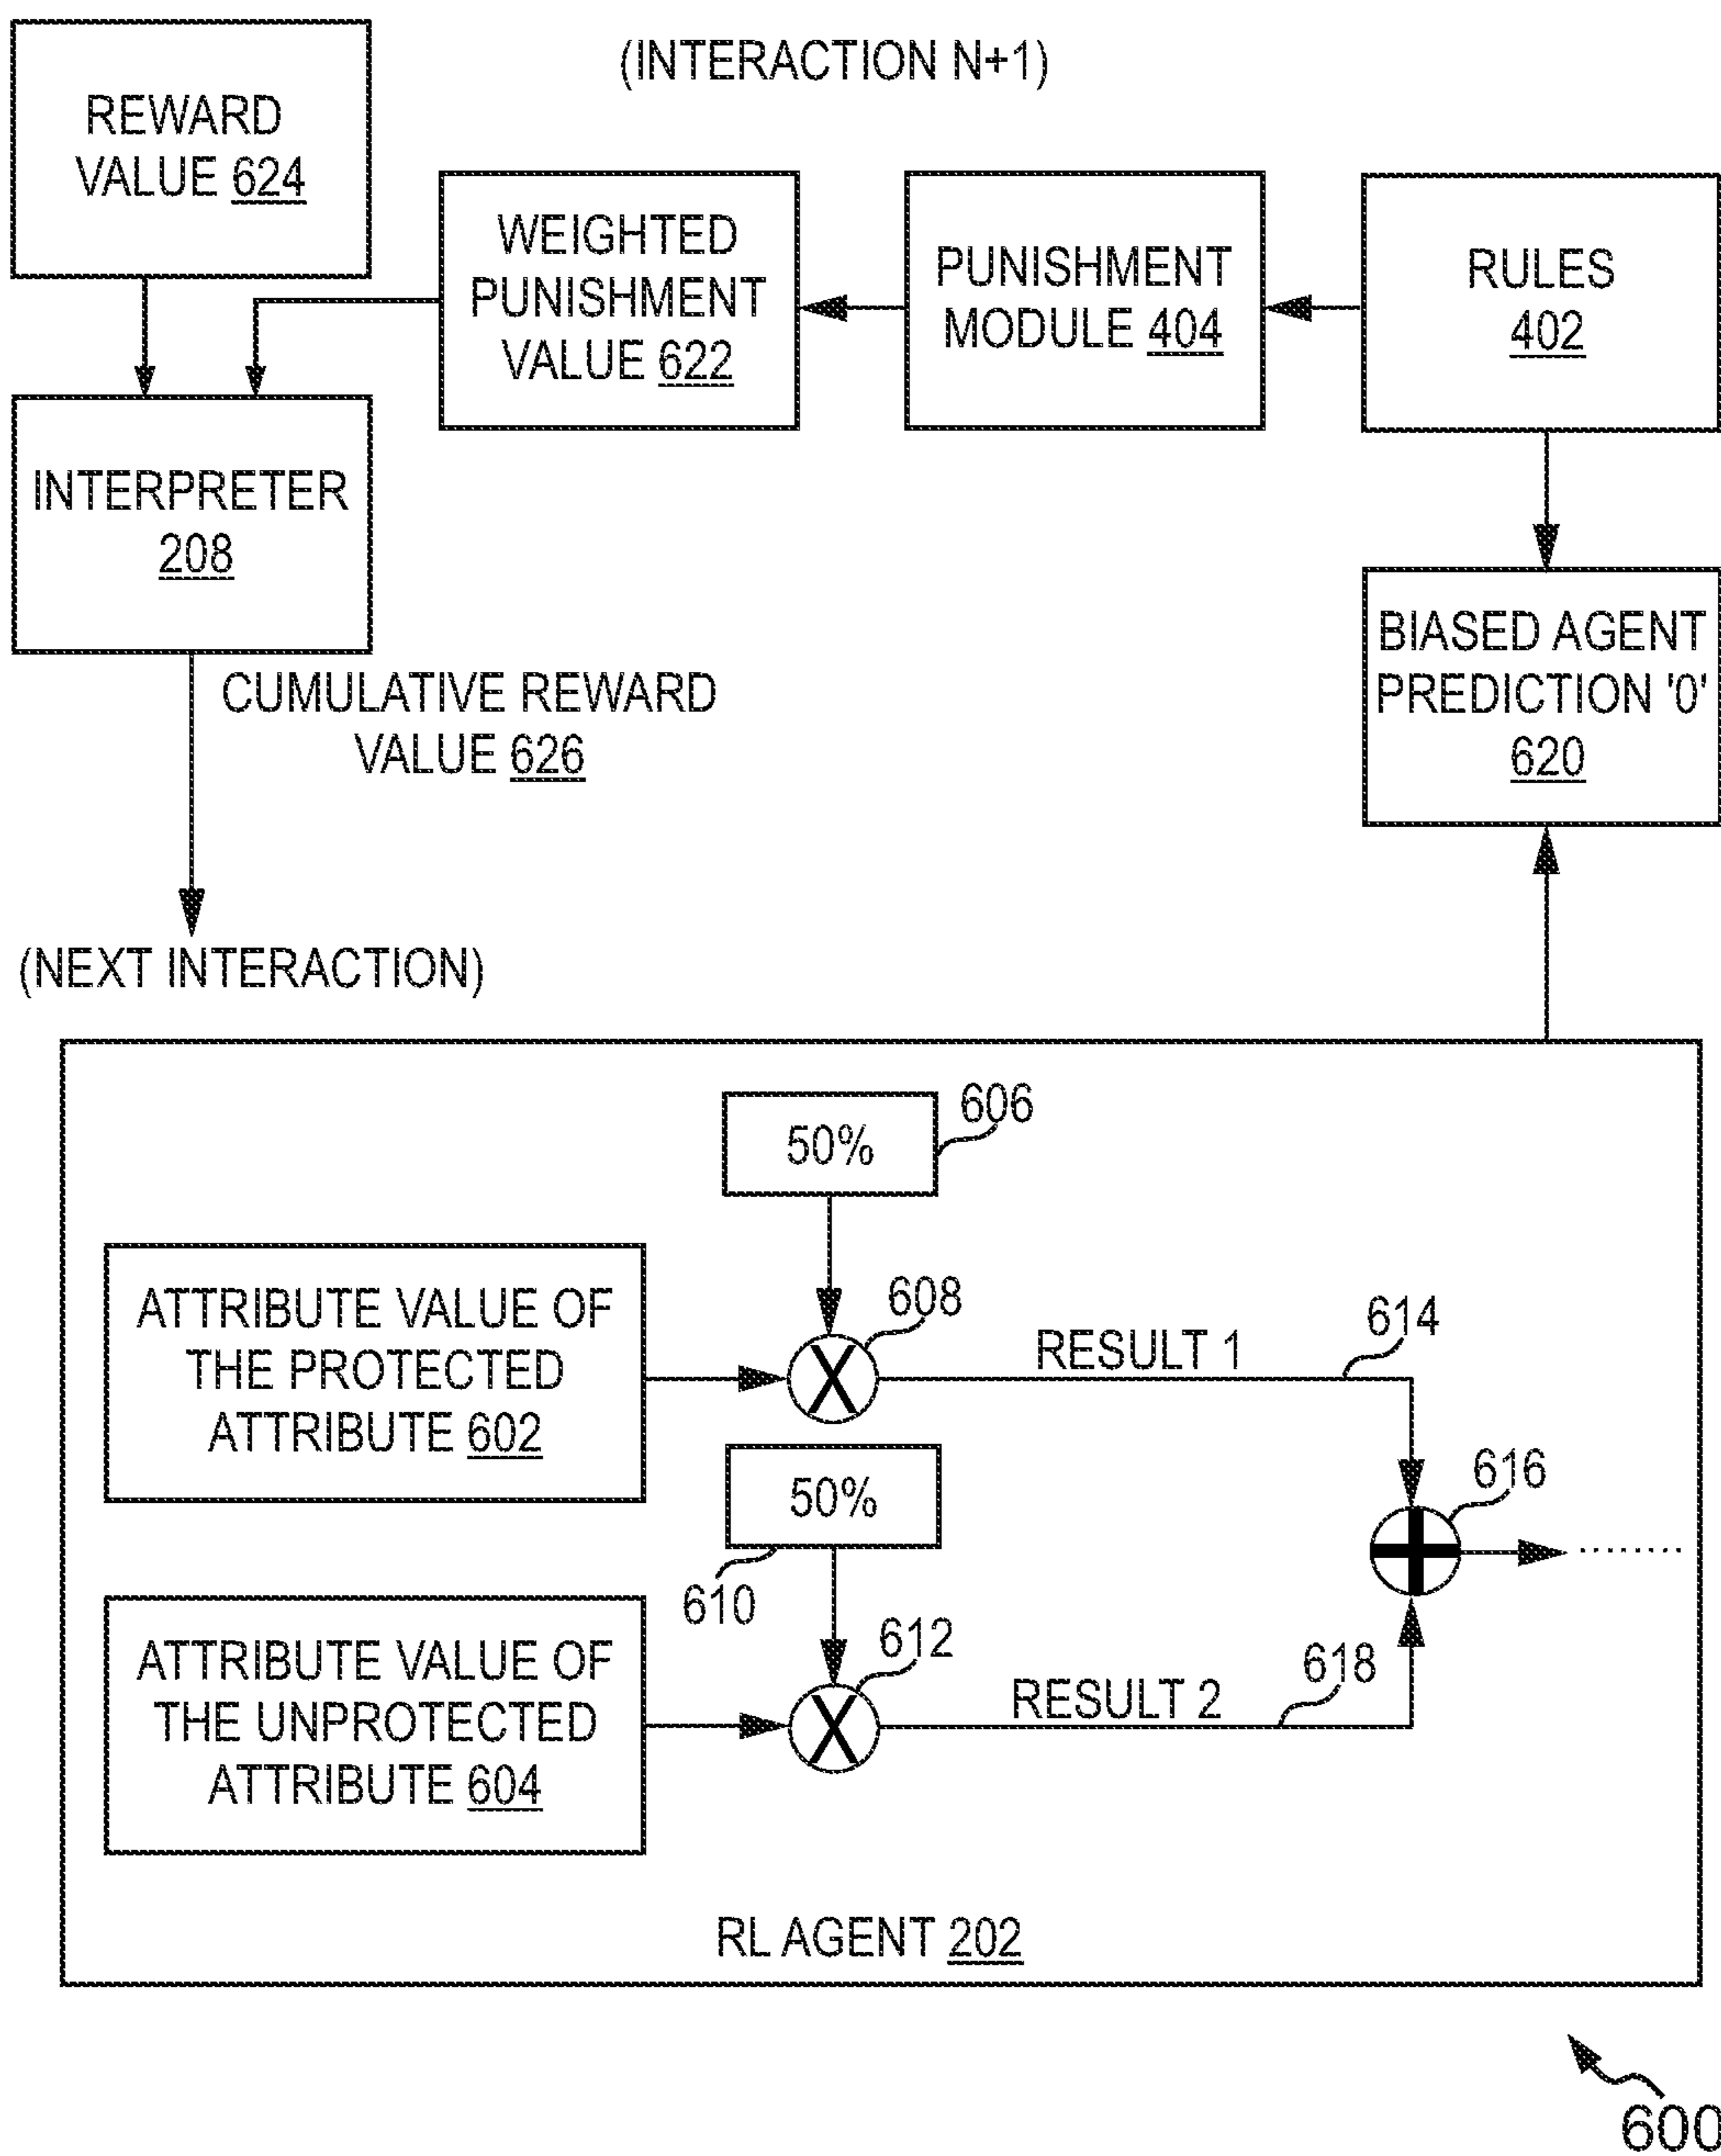 (INTERACTION N+1)
REWARD
VALUE 624
WEIGHTED
PUNISHMENT
VALUE 622
PUNISHMENT
MODULE 404
RULES
402
INTERPRETER
208
BIASED AGENT
PREDICTION '0'
620
CUMULATIVE REWARD
VALUE 626
(NEXT INTERACTION)
50%
606
ATTRIBUTE VALUE OF
THE PROTECTED
ATTRIBUTE 602
608
RESULT 1
614
50%
610
616
ATTRIBUTE VALUE OF
THE UNPROTECTED
ATTRIBUTE 604
612
RESULT 2
618
RL AGENT 202
600